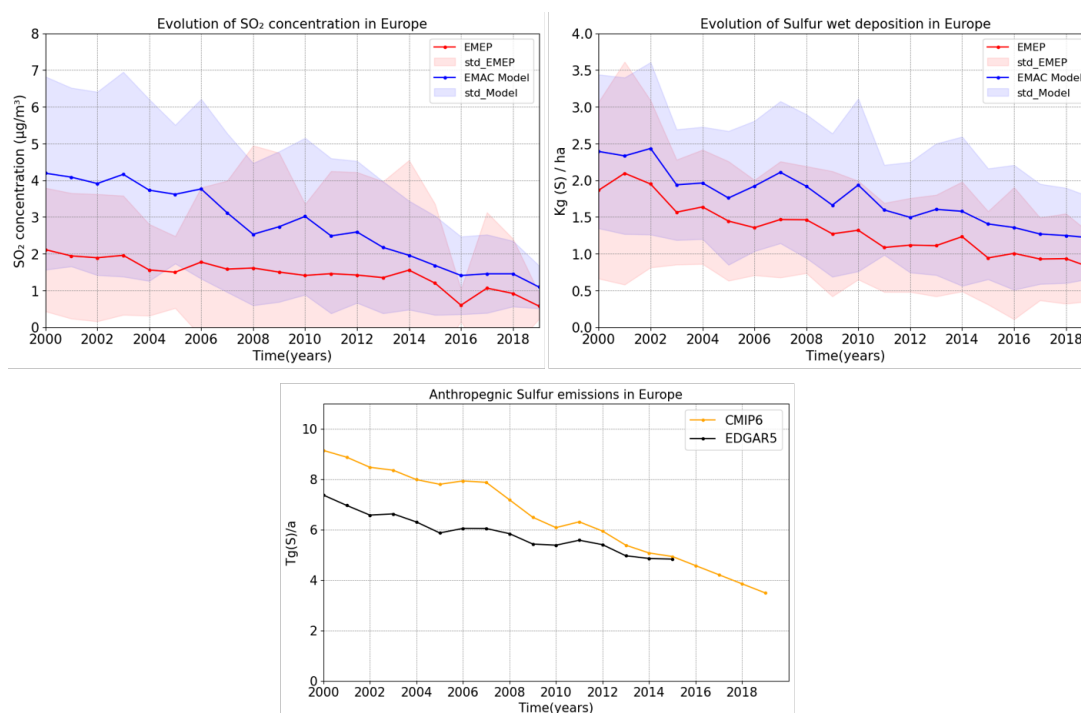 Evolution of SO₂ concentration in Europe
8
7
6
5
4
3
2
1
0
SO₂ concentration (µg/m³)
EMEP
std_EMEP
EMAC Model
std_Model
2000 2002 2004 2006 2008 2010 2012 2014 2016 2018
Time(years)
Evolution of Sulfur wet deposition in Europe
4.0
3.5
3.0
2.5
2.0
1.5
1.0
0.5
0.0
Kg (S) / ha
EMEP
std_EMEP
EMAC Model
std_Model
2000 2002 2004 2006 2008 2010 2012 2014 2016 2018
Time(years)
Anthropegnic Sulfur emissions in Europe
10
8
6
4
2
0
Tg(S)/a
CMIP6
EDGAR5
2000 2002 2004 2006 2008 2010 2012 2014 2016 2018
Time(years)